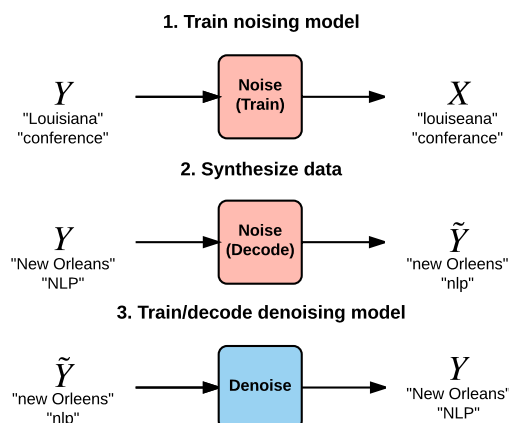 1. Train noising model
Y
Noise
(Train)
X
"Louisiana"
"conference"
"louiseana"
"conferance"
2. Synthesize data
Y
Noise
(Decode)
Ỹ
"New Orleans"
"NLP"
"new Orleens"
"nlp"
3. Train/decode denoising model
Ỹ
Denoise
Y
"new Orleens"
"nlp"
"New Orleans"
"NLP"